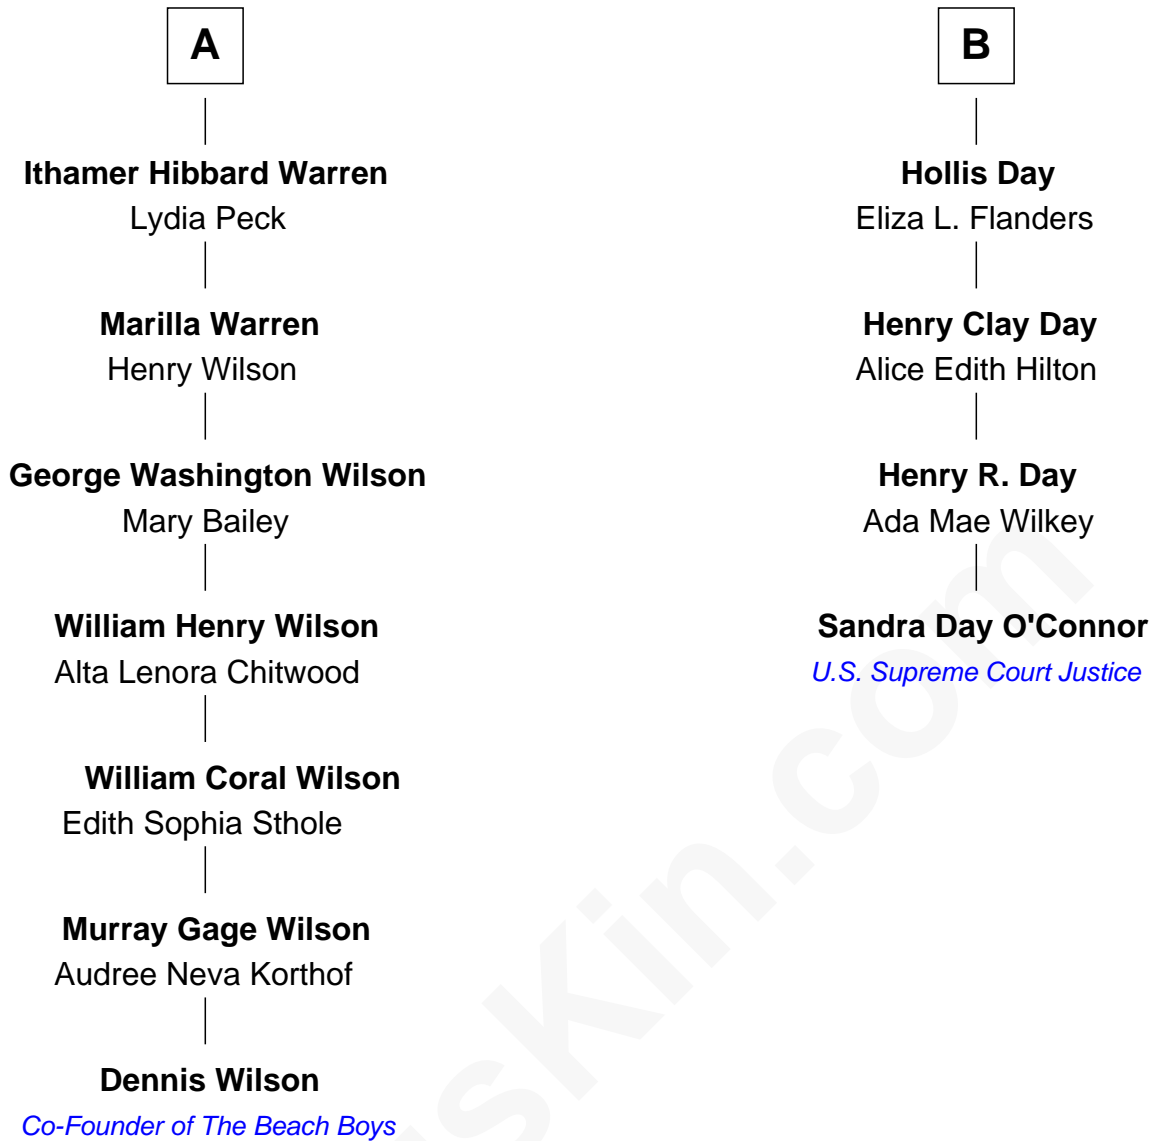 A
Ithamer Hibbard Warren
Lydia Peck
Marilla Warren
Henry Wilson
George Washington Wilson
Mary Bailey
William Henry Wilson
Alta Lenora Chitwood
William Coral Wilson
Edith Sophia Sthole
Murray Gage Wilson
Audree Neva Korthof
Dennis Wilson
Co-Founder of The Beach Boys
B
Hollis Day
Eliza L. Flanders
Henry Clay Day
Alice Edith Hilton
Henry R. Day
Ada Mae Wilkey
Sandra Day O'Connor
U.S. Supreme Court Justice
sKin.com